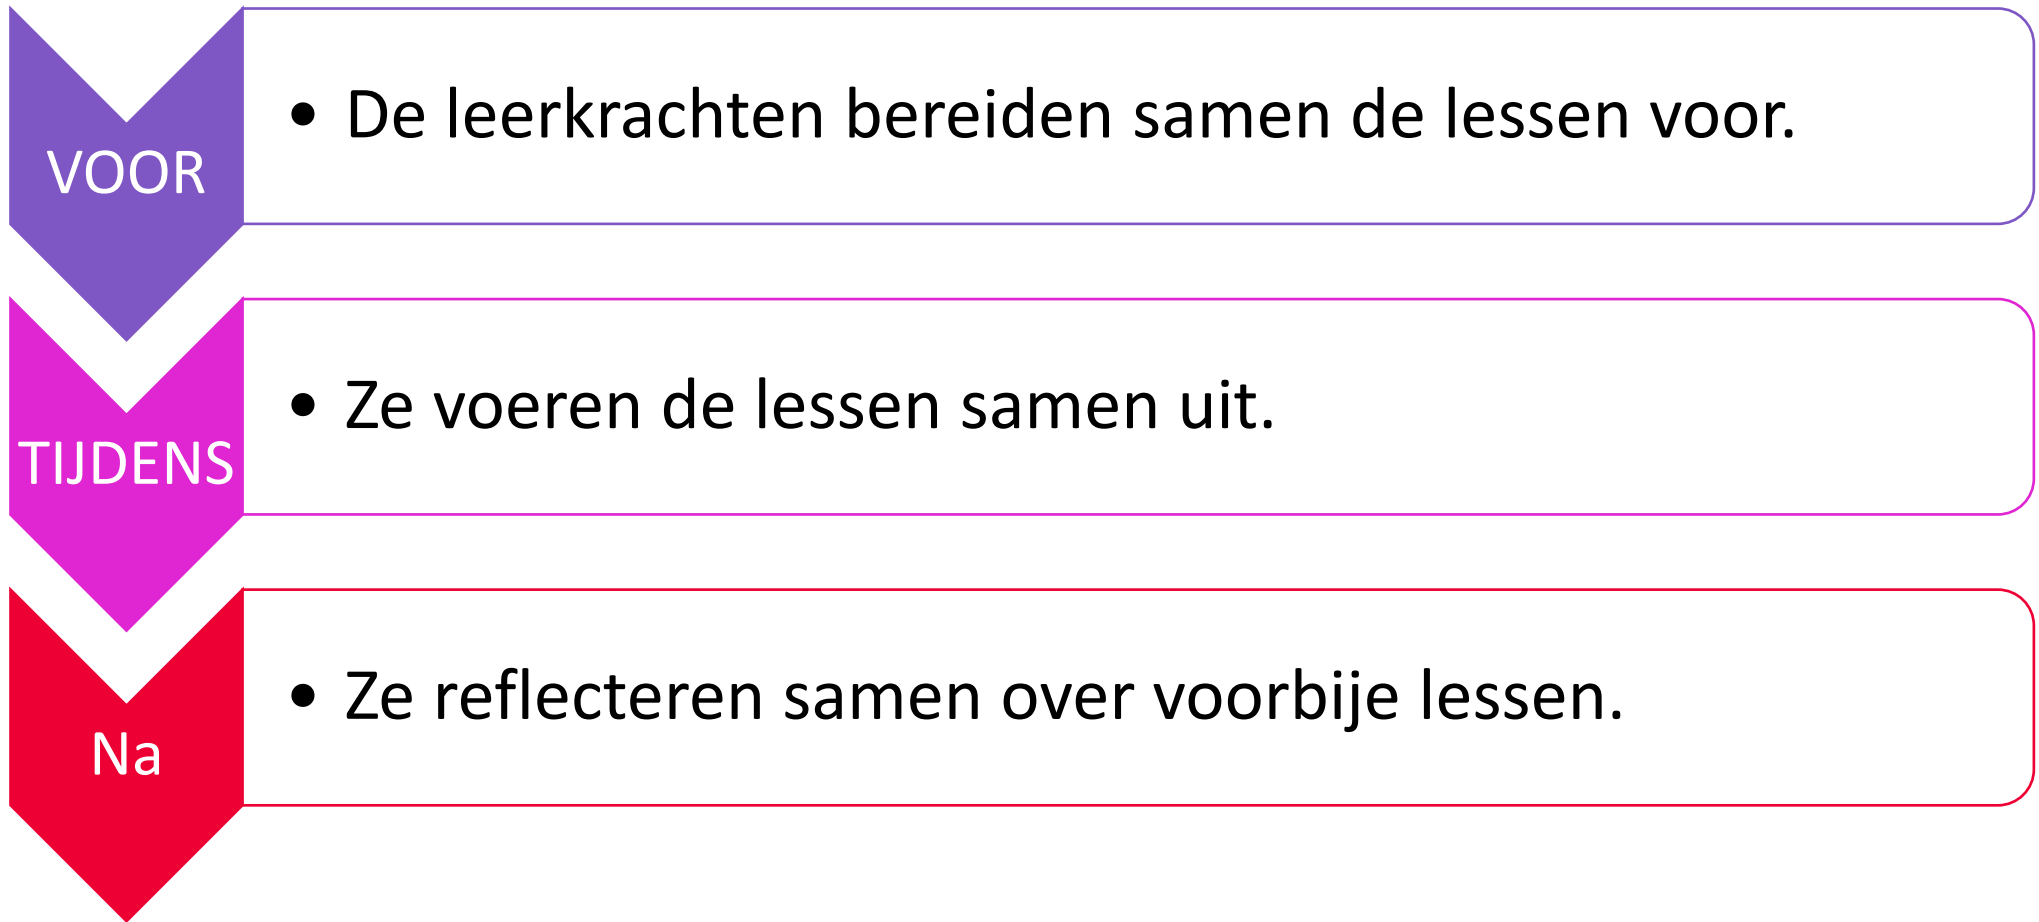 VOOR
• De leerkrachten bereiden samen de lessen voor.
TIJDENS
• Ze voeren de lessen samen uit.
Na
• Ze reflecteren samen over voorbije lessen.